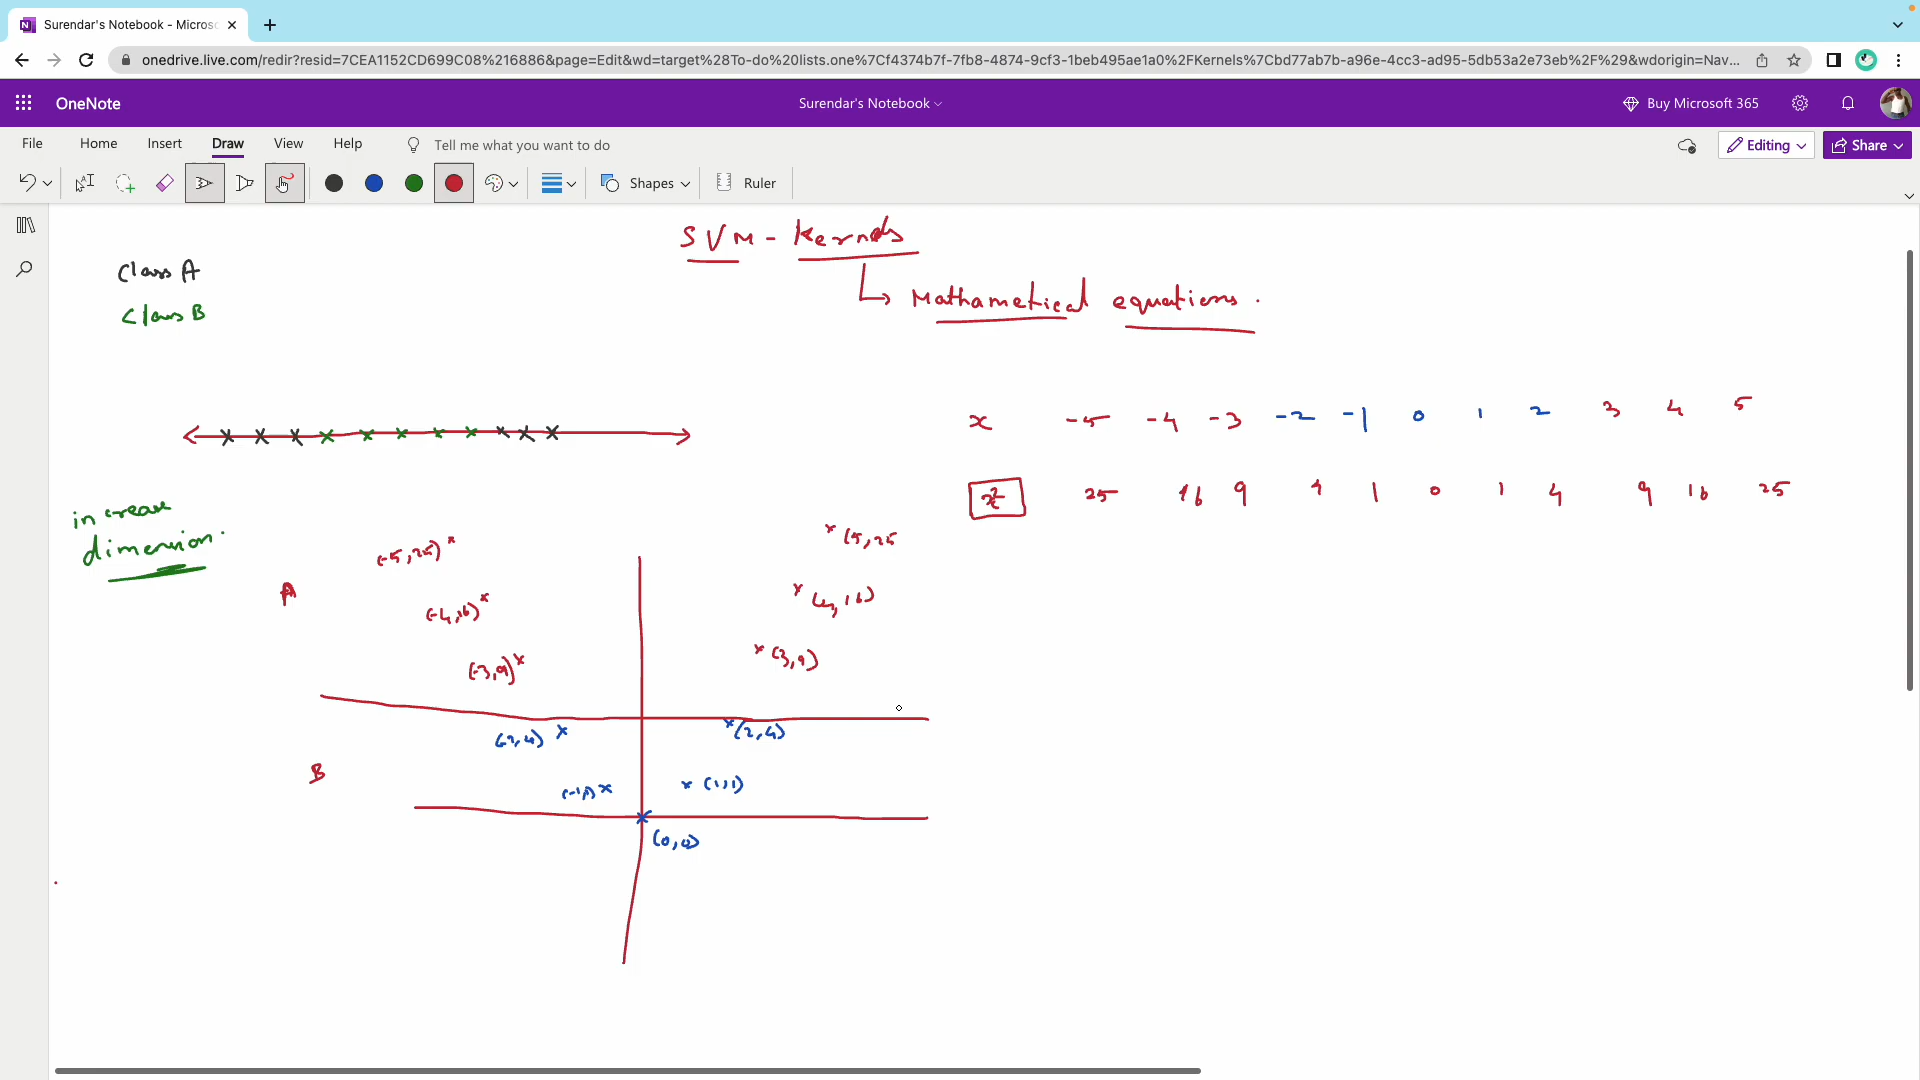 Surendar's Notebook - Micros
onedrive.live.com/redir?resid=7CEA1152CD699C08%216886&page=Edit&wd=target%28To-do%20lists.one%7Cf4374b7f-7fb8-4874-9cf3-1beb495ae1a0%2FKernels%7Cbd77ab7b-a96e-4cc3-ad95-5db53a2e73eb%2F%29&wdorigin=Nav...
OneNote
Surendar's Notebook
Buy Microsoft 365
File Home Insert Draw View Help Tell me what you want to do
Editing Share
Shapes Ruler
SVM - Kernels
Class A
Class B
Mathametical equations.
x -5 -4 -3 -2 -1 0 1 2 3 4 5
x² 25 16 9 4 1 0 1 4 9 16 25
increase
dimension.
(-5,25) x
x (5,25
A
(-4,16) x
x (4,16)
(-3,9) x
x (3,9)
(-2,4) x
x (2,4)
B
(-1,1) x
x (1,1)
(0,0)